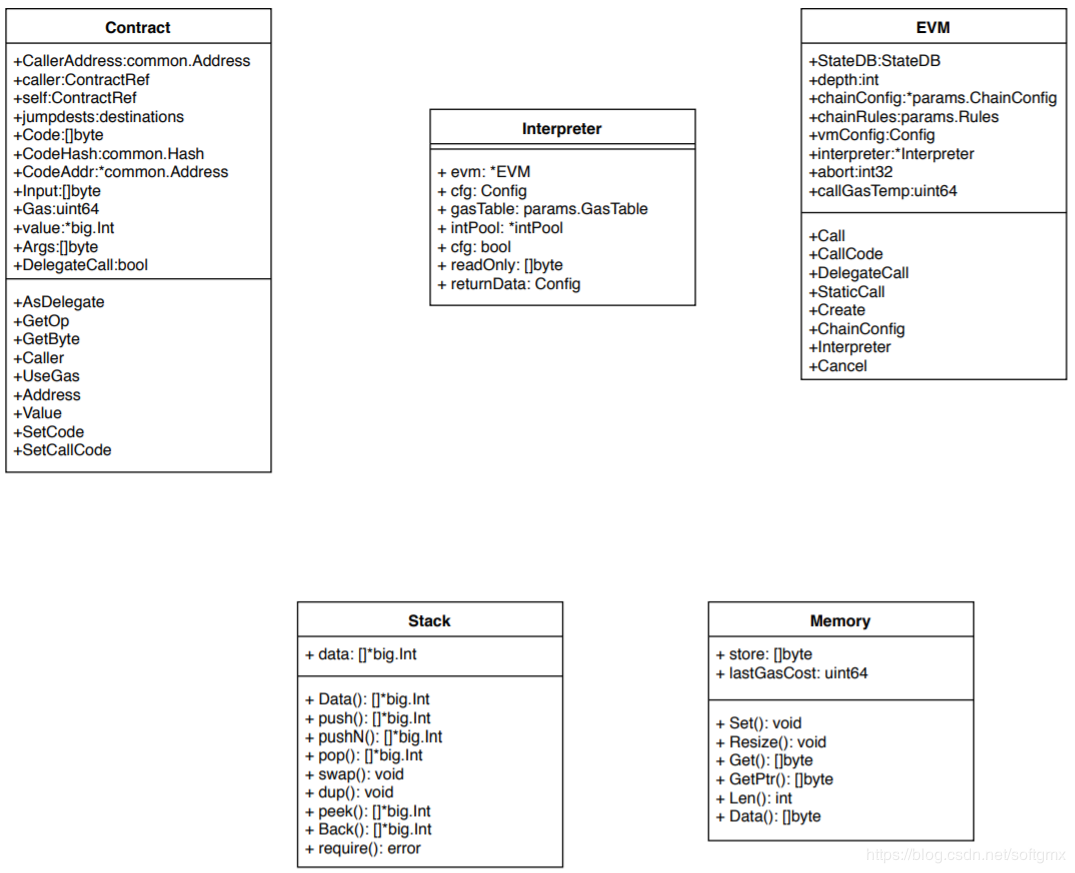 Contract
+CallerAddress:common.Address
+caller:ContractRef
+self:ContractRef
+jumpdests:destinations
+Code:[]byte
+CodeHash:common.Hash
+CodeAddr:*common.Address
+Input:[]byte
+Gas:uint64
+value:*big.Int
+Args:[]byte
+DelegateCall:bool
+AsDelegate
+GetOp
+GetByte
+Caller
+UseGas
+Address
+Value
+SetCode
+SetCallCode
Interpreter
+ evm: *EVM
+ cfg: Config
+ gasTable: params.GasTable
+ intPool: *intPool
+ cfg: bool
+ readOnly: []byte
+ returnData: Config
EVM
+StateDB:StateDB
+depth:int
+chainConfig:*params.ChainConfig
+chainRules:params.Rules
+vmConfig:Config
+interpreter:*Interpreter
+abort:int32
+callGasTemp:uint64
+Call
+CallCode
+DelegateCall
+StaticCall
+Create
+ChainConfig
+Interpreter
+Cancel
Stack
+ data: []*big.Int
+ Data(): []*big.Int
+ push(): []*big.Int
+ pushN(): []*big.Int
+ pop(): []*big.Int
+ swap(): void
+ dup(): void
+ peek(): []*big.Int
+ Back(): []*big.Int
+ require(): error
Memory
+ store: []byte
+ lastGasCost: uint64
+ Set(): void
+ Resize(): void
+ Get(): []byte
+ GetPtr(): []byte
+ Len(): int
+ Data(): []byte
https://blog.csdn.net/softgmx